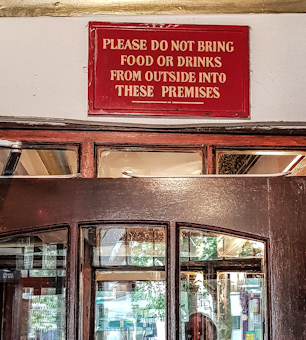 PLEASE DO NOT BRING
FOOD OR DRINKS
FROM OUTSIDE INTO
THESE PREMISES